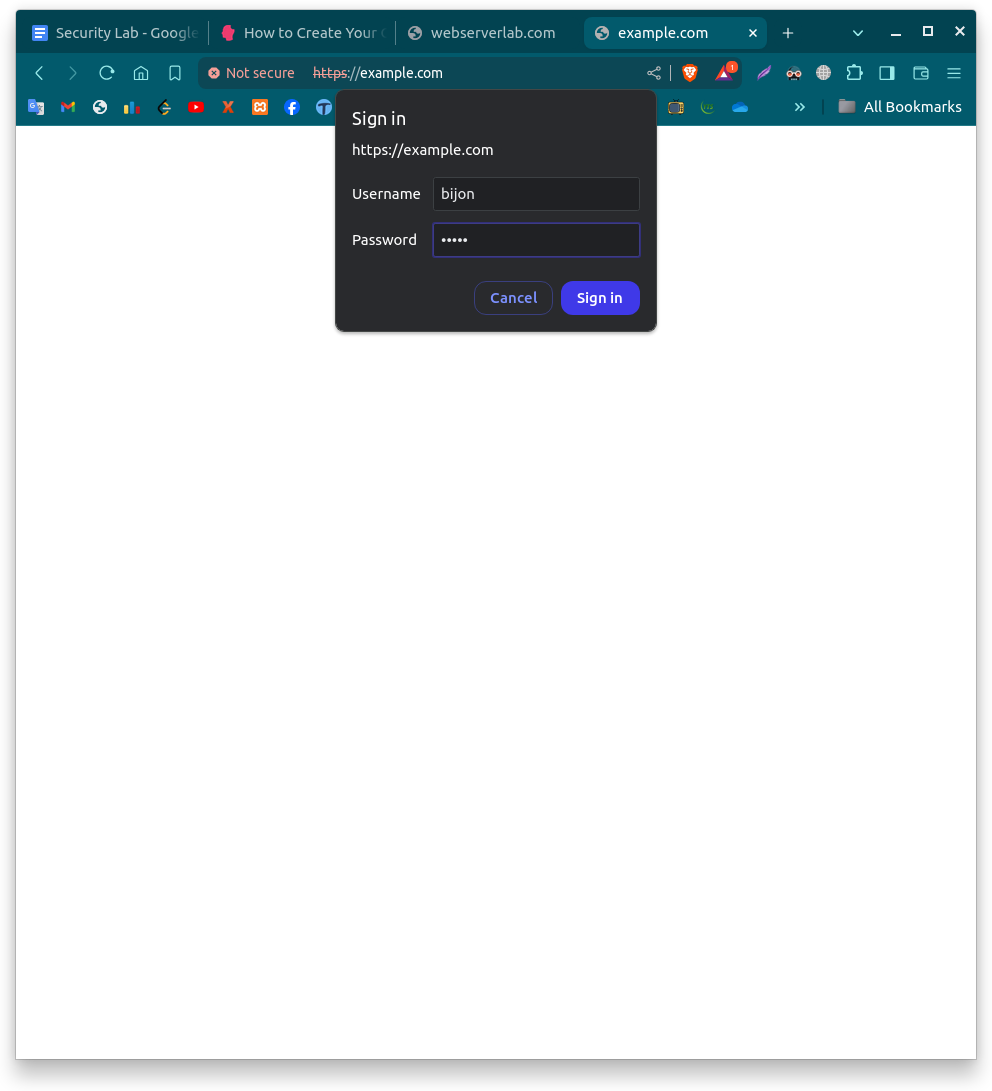 Security Lab - Google
How to Create Your
webserverlab.com
example.com
Not secure
https://example.com
1
All Bookmarks
Sign in
https://example.com
Username
bijon
Password
•••••
Cancel
Sign in